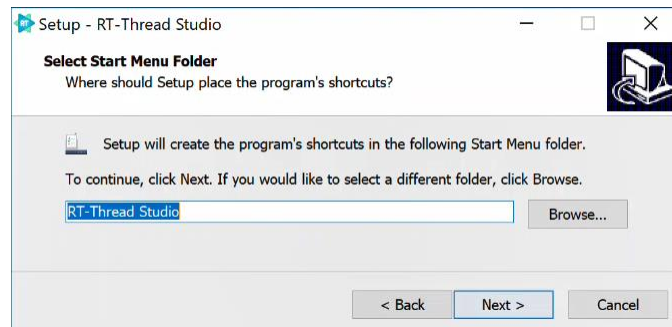 Setup - RT-Thread Studio
Select Start Menu Folder
Where should Setup place the program's shortcuts?
Setup will create the program's shortcuts in the following Start Menu folder.
To continue, click Next. If you would like to select a different folder, click Browse.
RT-Thread Studio
Browse...
< Back
Next >
Cancel